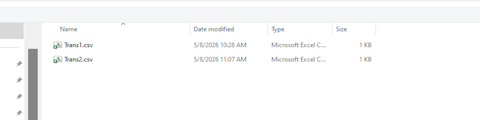 Name Date modified Type Size
Trans1.csv 5/8/2026 10:28 AM Microsoft Excel C... 1 KB
Trans2.csv 5/8/2026 11:07 AM Microsoft Excel C... 1 KB